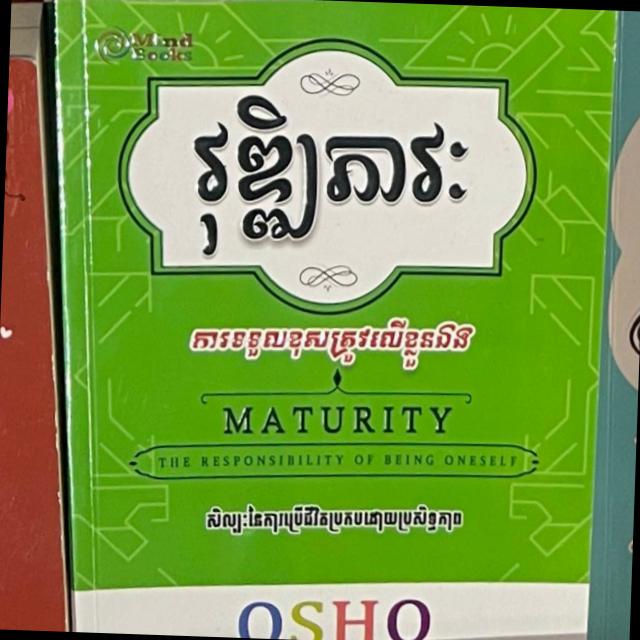 Mind
Books
វុឌ្ឍិភាវៈ
ការទទួលខុសត្រូវលើខ្លួនឯង
MATURITY
THE RESPONSIBILITY OF BEING ONESELF
សិល្បៈនៃការប្រើជីវិតប្រកបដោយប្រសិទ្ធភាព
OSHO